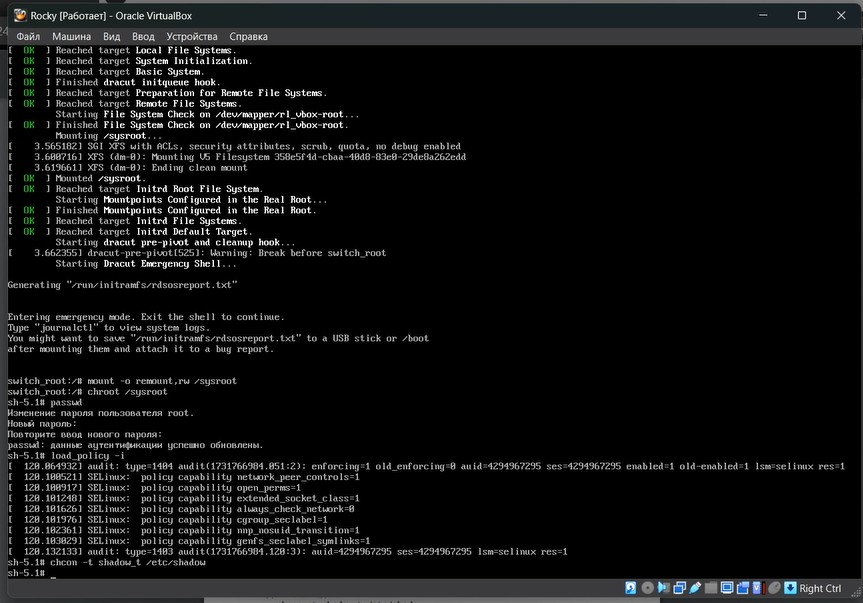 Rocky [Работает] - Oracle VirtualBox
Файл Машина Вид Ввод Устройства Справка
[ OK ] Reached target Local File Systems.
[ OK ] Reached target System Initialization.
[ OK ] Reached target Basic System.
[ OK ] Finished dracut initqueue hook.
[ OK ] Reached target Preparation for Remote File Systems.
[ OK ] Reached target Remote File Systems.
Starting File System Check on /dev/mapper/rl_vbox-root...
[ OK ] Finished File System Check on /dev/mapper/rl_vbox-root.
Mounting /sysroot...
[ 3.565182] SGI XFS with ACLs, security attributes, scrub, quota, no debug enabled
[ 3.600716] XFS (dm-0): Mounting V5 Filesystem 358e5f4d-cbaa-40d8-83e0-29de8a262edd
[ 3.619661] XFS (dm-0): Ending clean mount
[ OK ] Mounted /sysroot.
[ OK ] Reached target Initrd Root File System.
Starting Mountpoints Configured in the Real Root...
[ OK ] Finished Mountpoints Configured in the Real Root.
[ OK ] Reached target Initrd File Systems.
[ OK ] Reached target Initrd Default Target.
Starting dracut pre-pivot and cleanup hook...
[ 3.662355] dracut-pre-pivot[525]: Warning: Break before switch_root
Starting Dracut Emergency Shell...
Generating "/run/initramfs/rdsosreport.txt"
Entering emergency mode. Exit the shell to continue.
Type "journalctl" to view system logs.
You might want to save "/run/initramfs/rdsosreport.txt" to a USB stick or /boot
after mounting them and attach it to a bug report.
switch_root:/# mount -o remount,rw /sysroot
switch_root:/# chroot /sysroot
sh-5.1# passwd
Изменение пароля пользователя root.
Новый пароль:
Повторите ввод нового пароля:
passwd: данные аутентификации успешно обновлены.
sh-5.1# load_policy -i
[ 120.064932] audit: type=1404 audit(1731766984.051:2): enforcing=1 old_enforcing=0 auid=4294967295 ses=4294967295 enabled=1 old-enabled=1 lsm=selinux res=1
[ 120.100521] SELinux: policy capability network_peer_controls=1
[ 120.100917] SELinux: policy capability open_perms=1
[ 120.101248] SELinux: policy capability extended_socket_class=1
[ 120.101626] SELinux: policy capability always_check_network=0
[ 120.101976] SELinux: policy capability cgroup_seclabel=1
[ 120.102361] SELinux: policy capability nnp_nosuid_transition=1
[ 120.103029] SELinux: policy capability genfs_seclabel_symlinks=1
[ 120.132133] audit: type=1403 audit(1731766984.120:3): auid=4294967295 ses=4294967295 lsm=selinux res=1
sh-5.1# chcon -t shadow_t /etc/shadow
sh-5.1# _
Right Ctrl